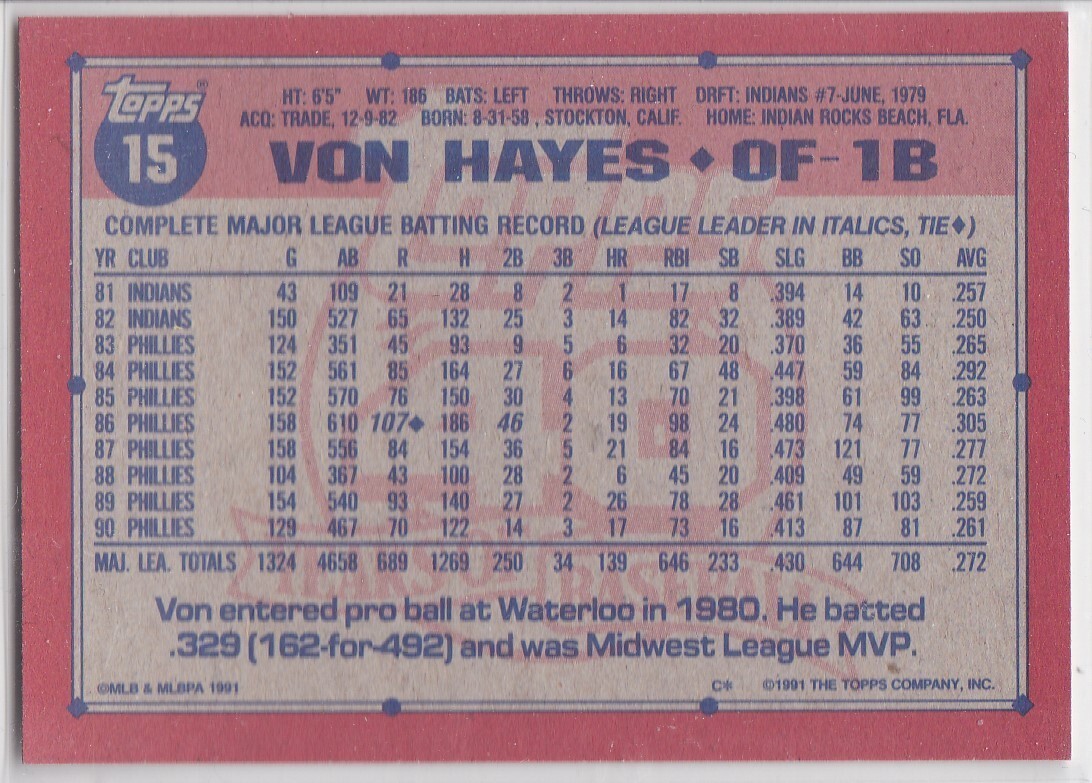 Topps®
15
HT: 6'5" WT: 186 BATS: LEFT THROWS: RIGHT DRFT: INDIANS #7-JUNE, 1979
ACQ: TRADE, 12-9-82 BORN: 8-31-58 , STOCKTON, CALIF. HOME: INDIAN ROCKS BEACH, FLA.
VON HAYES ♦ OF-1B
COMPLETE MAJOR LEAGUE BATTING RECORD (LEAGUE LEADER IN ITALICS, TIE♦)
YR CLUB G AB R H 2B 3B HR RBI SB SLG BB SO AVG
81 INDIANS 43 109 21 28 8 2 1 17 8 .394 14 10 .257
82 INDIANS 150 527 65 132 25 3 14 82 32 .389 42 63 .250
83 PHILLIES 124 351 45 93 9 5 6 32 20 .370 36 55 .265
84 PHILLIES 152 561 85 164 27 6 16 67 48 .447 59 84 .292
85 PHILLIES 152 570 76 150 30 4 13 70 21 .398 61 99 .263
86 PHILLIES 158 610 107♦ 186 46 2 19 98 24 .480 74 77 .305
87 PHILLIES 158 556 84 154 36 5 21 84 16 .473 121 77 .277
88 PHILLIES 104 367 43 100 28 2 6 45 20 .409 49 59 .272
89 PHILLIES 154 540 93 140 27 2 26 78 28 .461 101 103 .259
90 PHILLIES 129 467 70 122 14 3 17 73 16 .413 87 81 .261
MAJ. LEA. TOTALS 1324 4658 689 1269 250 34 139 646 233 .430 644 708 .272
Topps
40
YEARS OF BASEBALL
Von entered pro ball at Waterloo in 1980. He batted
.329 (162-for-492) and was Midwest League MVP.
©MLB & MLBPA 1991 C* ©1991 THE TOPPS COMPANY, INC.